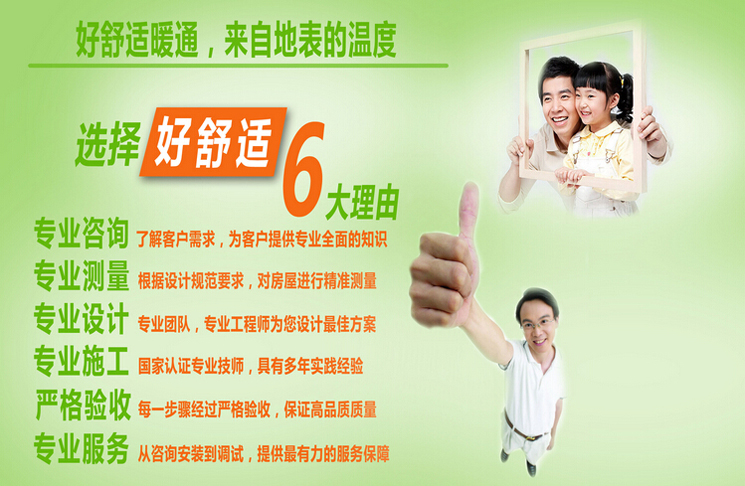 好舒适暖通，来自地表的温度
选择好舒适6大理由
专业咨询 了解客户需求，为客户提供专业全面的知识
专业测量 根据设计规范要求，对房屋进行精准测量
专业设计 专业团队，专业工程师为您设计最佳方案
专业施工 国家认证专业技师，具有多年实践经验
严格验收 每一步骤经过严格验收，保证高品质质量
专业服务 从咨询安装到调试，提供最有力的服务保障